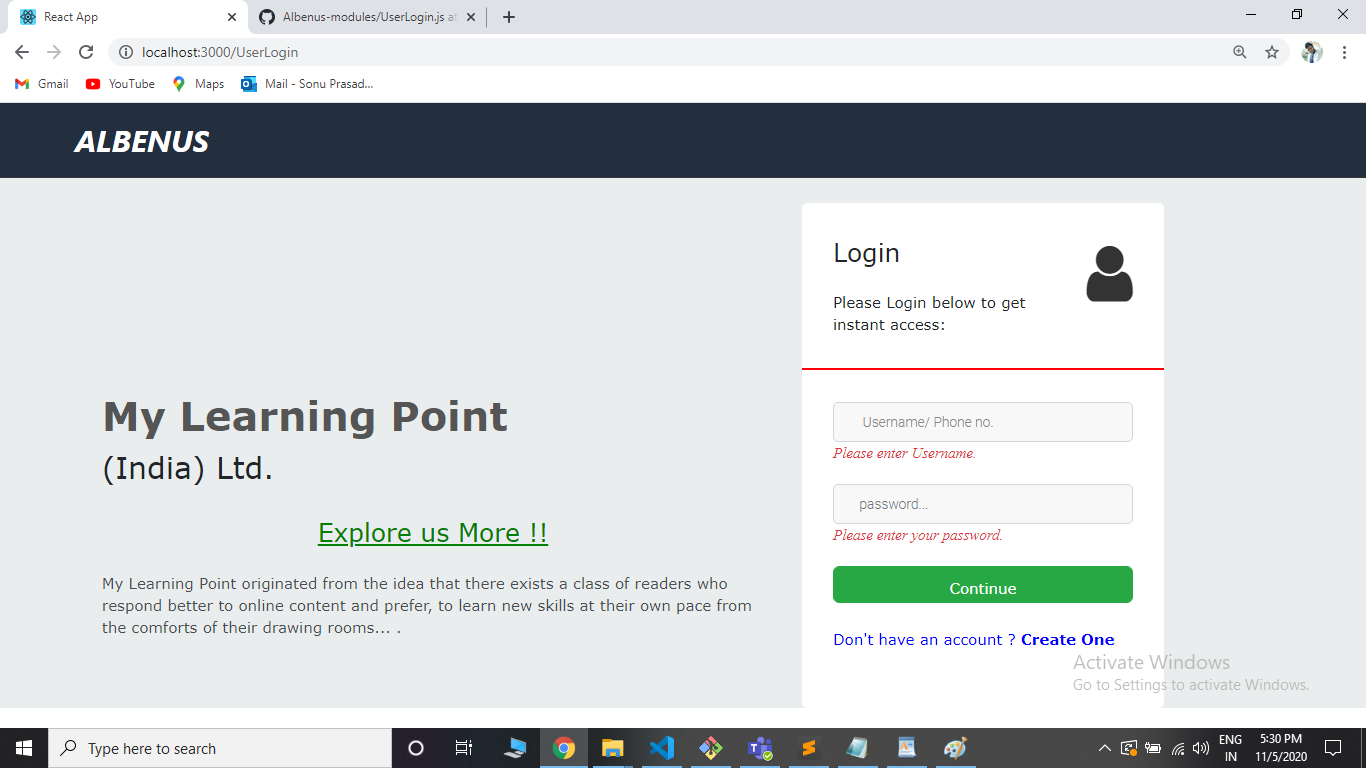 React App
Albenus-modules/UserLogin.js at
localhost:3000/UserLogin
Gmail
YouTube
Maps
Mail - Sonu Prasad...
ALBENUS
My Learning Point
(India) Ltd.
Explore us More !!
My Learning Point originated from the idea that there exists a class of readers who
respond better to online content and prefer, to learn new skills at their own pace from
the comforts of their drawing rooms... .
Login
Please Login below to get
instant access:
Username/ Phone no.
Please enter Username.
password...
Please enter your password.
Continue
Don't have an account ? Create One
Activate Windows
Go to Settings to activate Windows.
Type here to search
ENG
IN
5:30 PM
11/5/2020